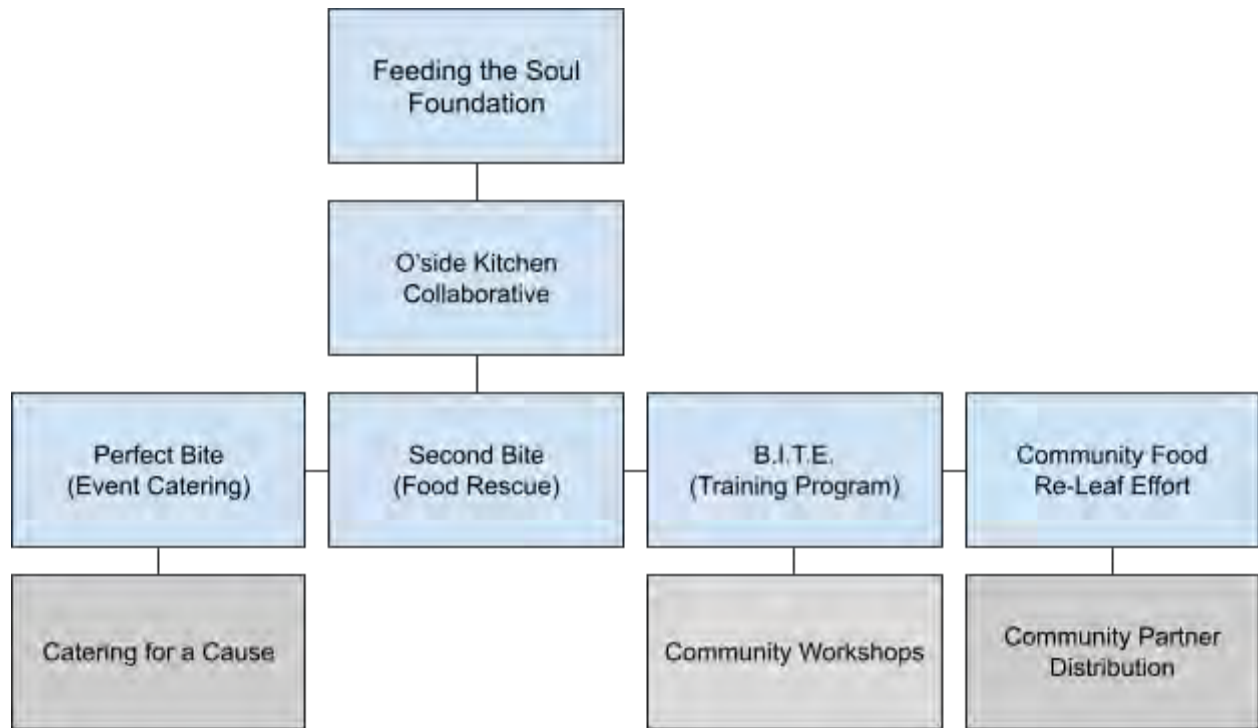 Feeding the Soul
Foundation
O'side Kitchen
Collaborative
Perfect Bite
(Event Catering)
Second Bite
(Food Rescue)
B.I.T.E.
(Training Program)
Community Food
Re-Leaf Effort
Catering for a Cause
Community Workshops
Community Partner
Distribution